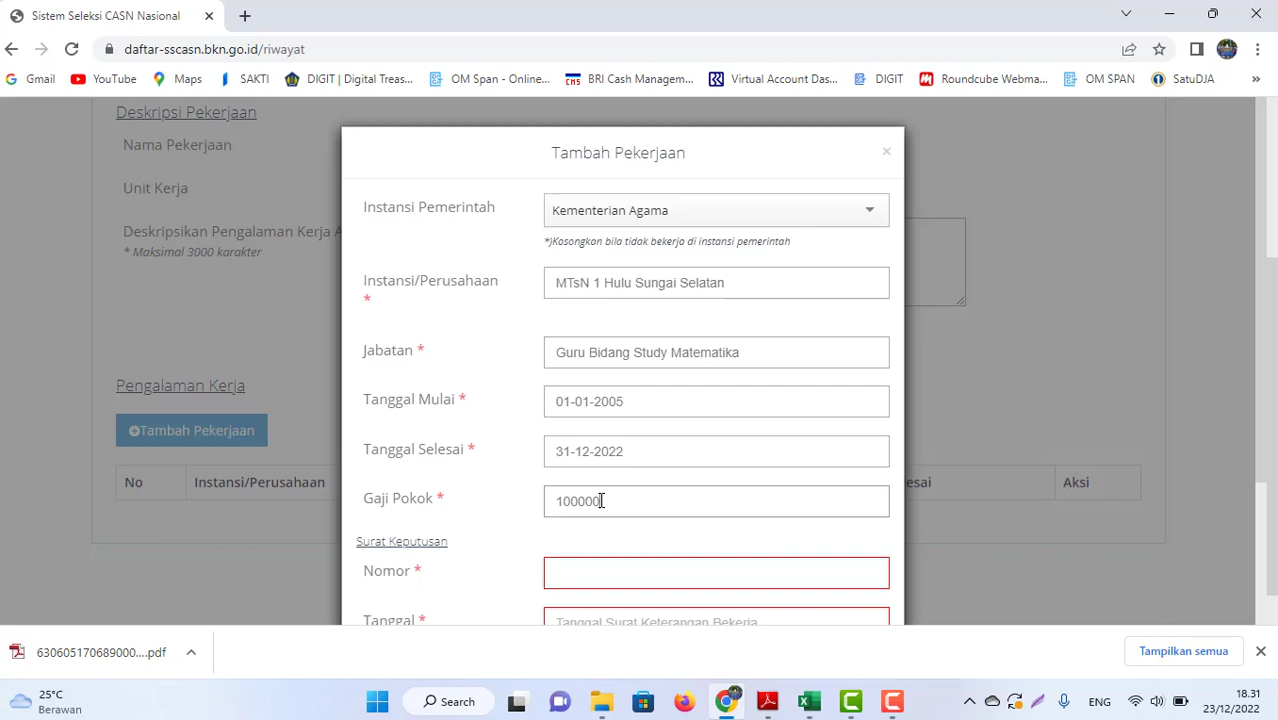 Sistem Seleksi CASN Nasional
daftar-sscasn.bkn.go.id/riwayat
Gmail YouTube Maps SAKTI DIGIT | Digital Treas... OM Span - Online... BRI Cash Managem... Virtual Account Das... DIGIT Roundcube Webma... OM SPAN SatuDJA
Deskripsi Pekerjaan
Nama Pekerjaan
Unit Kerja
Deskripsikan Pengalaman Kerja A
* Maksimal 3000 karakter
Pengalaman Kerja
Tambah Pekerjaan
No Instansi/Perusahaan esai Aksi
Tambah Pekerjaan ×
Instansi Pemerintah Kementerian Agama
*)Kosongkan bila tidak bekerja di instansi pemerintah
Instansi/Perusahaan * MTsN 1 Hulu Sungai Selatan
Jabatan * Guru Bidang Study Matematika
Tanggal Mulai * 01-01-2005
Tanggal Selesai * 31-12-2022
Gaji Pokok * 100000
Surat Keputusan
Nomor *
Tanggal * Tanggal Surat Keterangan Bekerja
630605170689000....pdf Tampilkan semua
25°C
Berawan
Search
ENG
18.31
23/12/2022